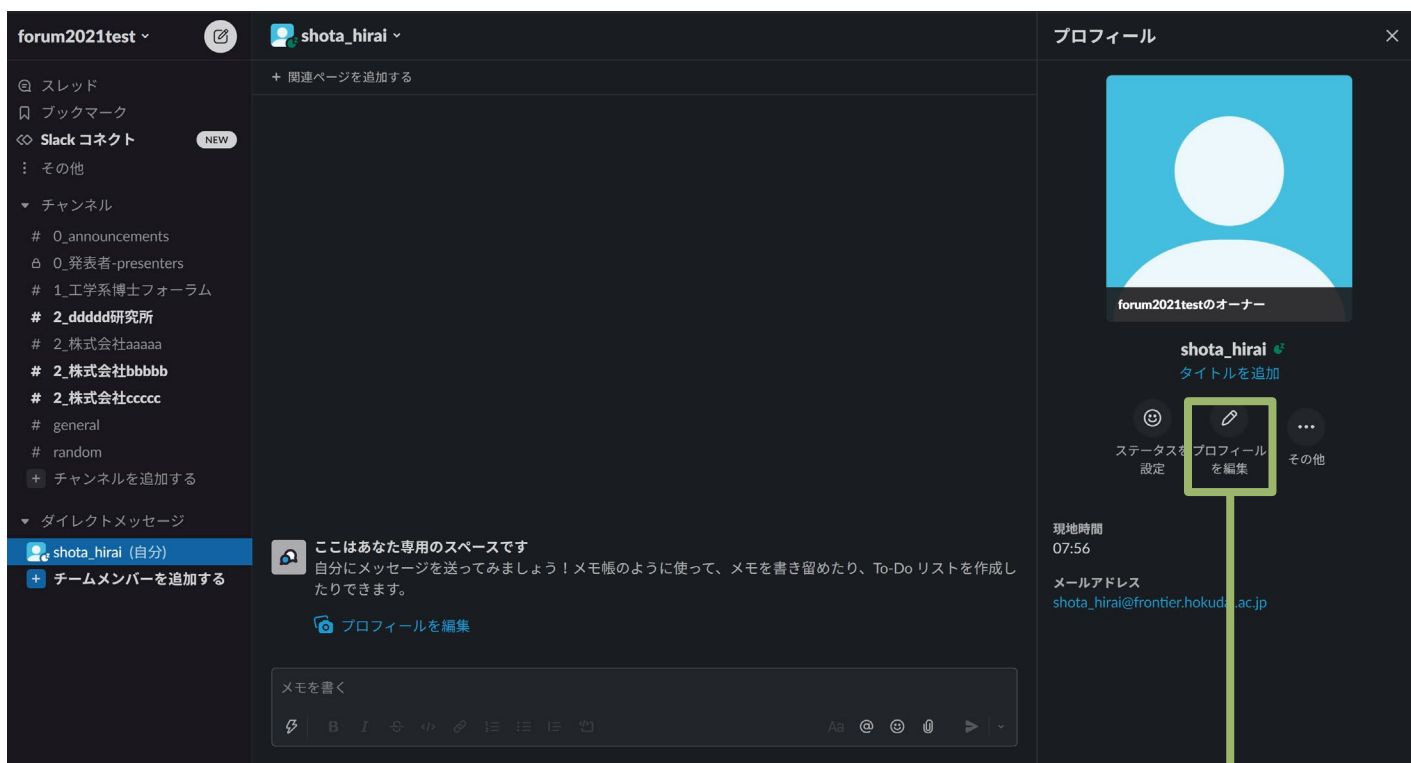 forum2021test
スレッド
ブックマーク
Slack コネクト NEW
その他
チャンネル
# 0_announcements
0_発表者-presenters
# 1_工学系博士フォーラム
# 2_ddddd研究所
# 2_株式会社aaaaa
# 2_株式会社bbbbb
# 2_株式会社ccccc
# general
# random
+ チャンネルを追加する
ダイレクトメッセージ
shota_hirai (自分)
+ チームメンバーを追加する
shota_hirai
+ 関連ページを追加する
ここはあなた専用のスペースです
自分にメッセージを送ってみましょう！メモ帳のように使って、メモを書き留めたり、To-Do リストを作成し
たりできます。
プロフィールを編集
メモを書く
B I Aa @
プロフィール
forum2021testのオーナー
shota_hirai
タイトルを追加
ステータスを
設定
プロフィール
を編集
その他
現地時間
07:56
メールアドレス
shota_hirai@frontier.hokudai.ac.jp